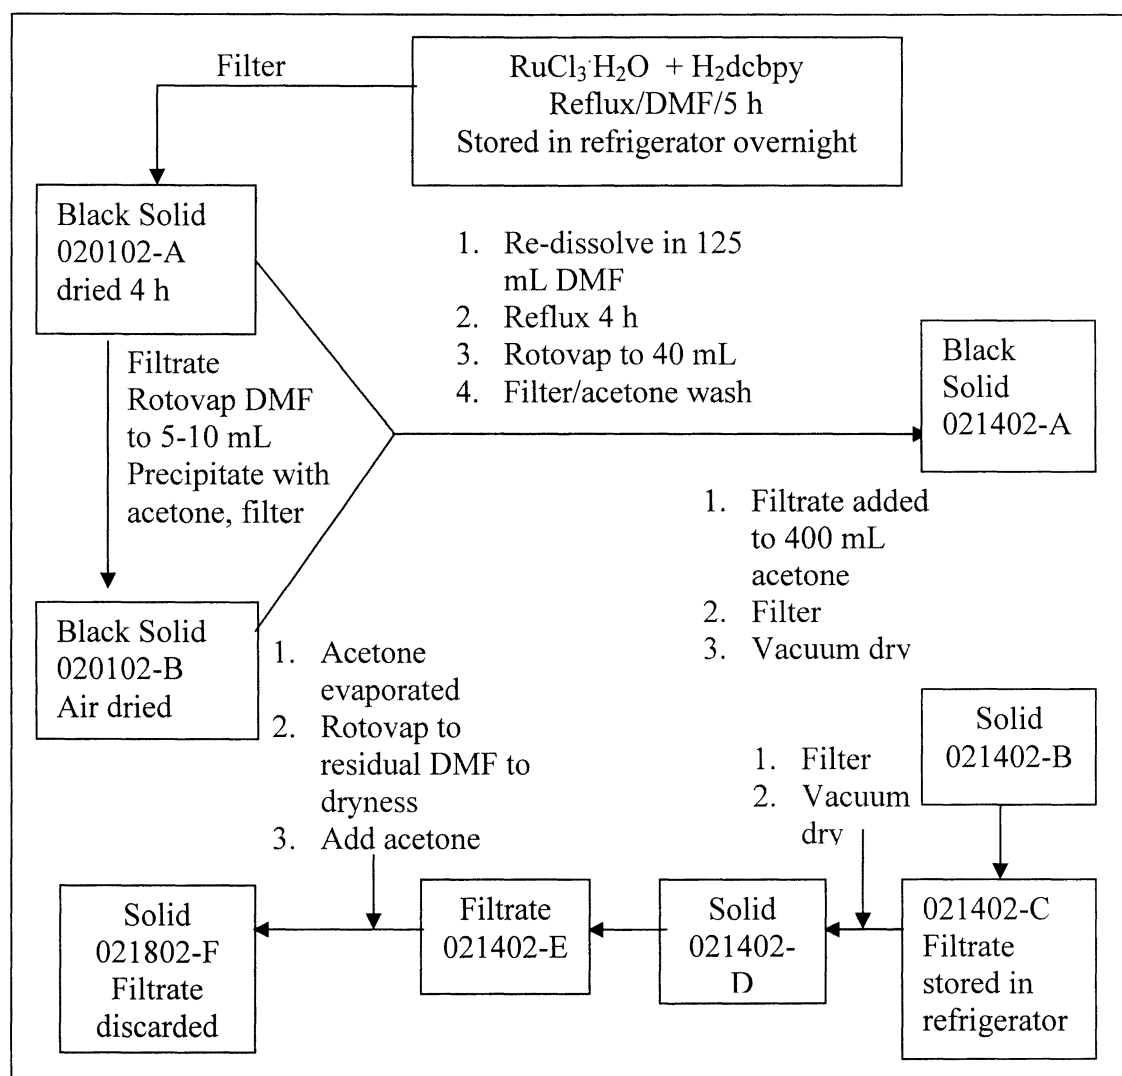 Filter
RuCl₃·H₂O + H₂dcbpy
Reflux/DMF/5 h
Stored in refrigerator overnight
Black Solid
020102-A
dried 4 h
1. Re-dissolve in 125
mL DMF
2. Reflux 4 h
3. Rotovap to 40 mL
4. Filter/acetone wash
Filtrate
Rotovap DMF
to 5-10 mL
Precipitate with
acetone, filter
Black
Solid
021402-A
1. Filtrate added
to 400 mL
acetone
2. Filter
3. Vacuum dry
Black Solid
020102-B
Air dried
1. Acetone
evaporated
2. Rotovap to
residual DMF to
dryness
3. Add acetone
Solid
021402-B
1. Filter
2. Vacuum
dry
021402-C
Filtrate
stored in
refrigerator
Solid
021402-
D
Filtrate
021402-E
Solid
021802-F
Filtrate
discarded